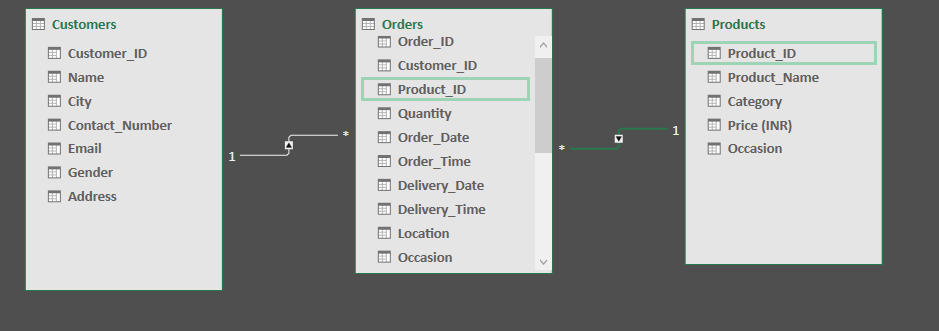 Customers
Customer_ID
Name
City
Contact_Number
Email
Gender
Address
1
*
Orders
Order_ID
Customer_ID
Product_ID
Quantity
Order_Date
Order_Time
Delivery_Date
Delivery_Time
Location
Occasion
*
1
Products
Product_ID
Product_Name
Category
Price (INR)
Occasion